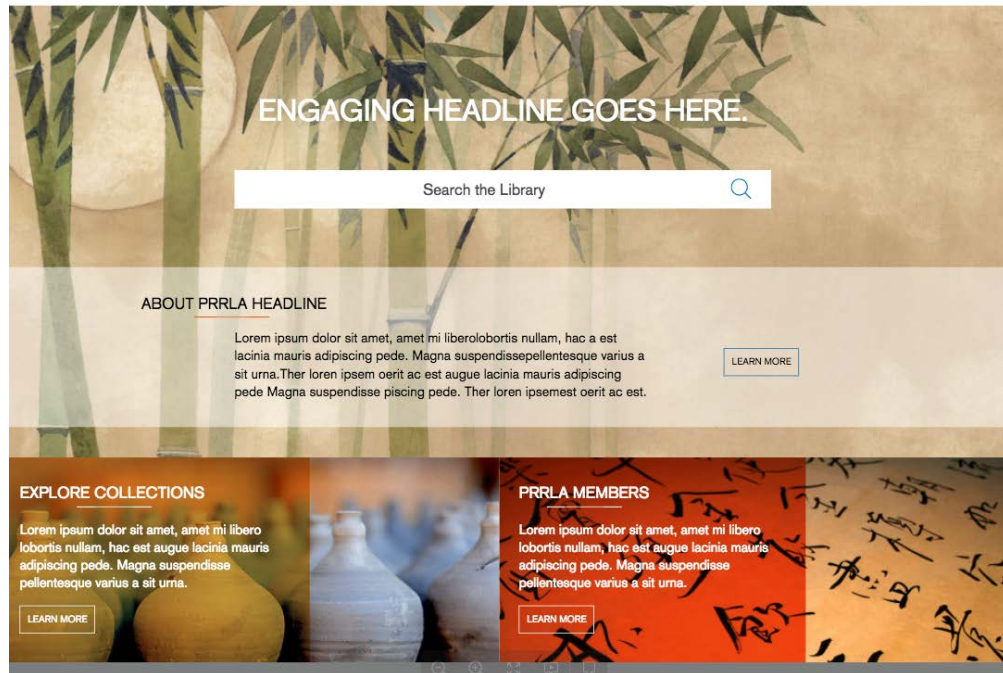 ENGAGING HEADLINE GOES HERE.
Search the Library
ABOUT PRRLA HEADLINE
Lorem ipsum dolor sit amet, amet mi liberolobortis nullam, hac a est
lacinia mauris adipiscing pede. Magna suspendissepellentesque varius a
sit urna.Ther loren ipsem oerit ac est augue lacinia mauris adipiscing
pede Magna suspendisse piscing pede. Ther loren ipsemest oerit ac est.
LEARN MORE
EXPLORE COLLECTIONS
Lorem ipsum dolor sit amet, amet mi libero
lobortis nullam, hac est augue lacinia mauris
adipiscing pede. Magna suspendisse
pellentesque varius a sit urna.
LEARN MORE
PRRLA MEMBERS
Lorem ipsum dolor sit amet, amet mi libero
lobortis nullam, hac est augue lacinia mauris
adipiscing pede. Magna suspendisse
pellentesque varius a sit urna.
LEARN MORE